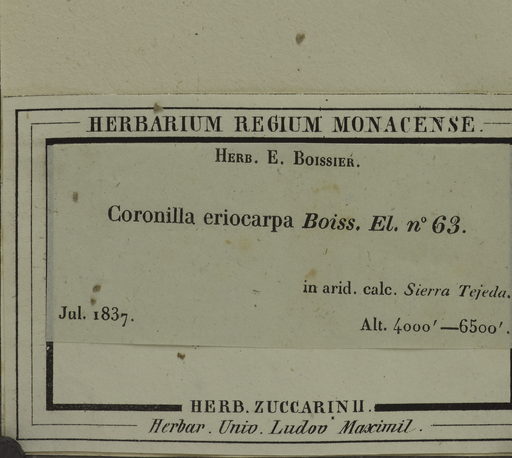 HERBARIUM REGIUM MONACENSE.
HERB. E. BOISSIER.
Coronilla eriocarpa Boiss. El. nº 63.
in arid. calc. Sierra Tejeda.
Jul. 1837.
Alt. 4000'—6500'.
HERB. ZUCCARINII.
Herbar. Univ. Ludov Maximil.